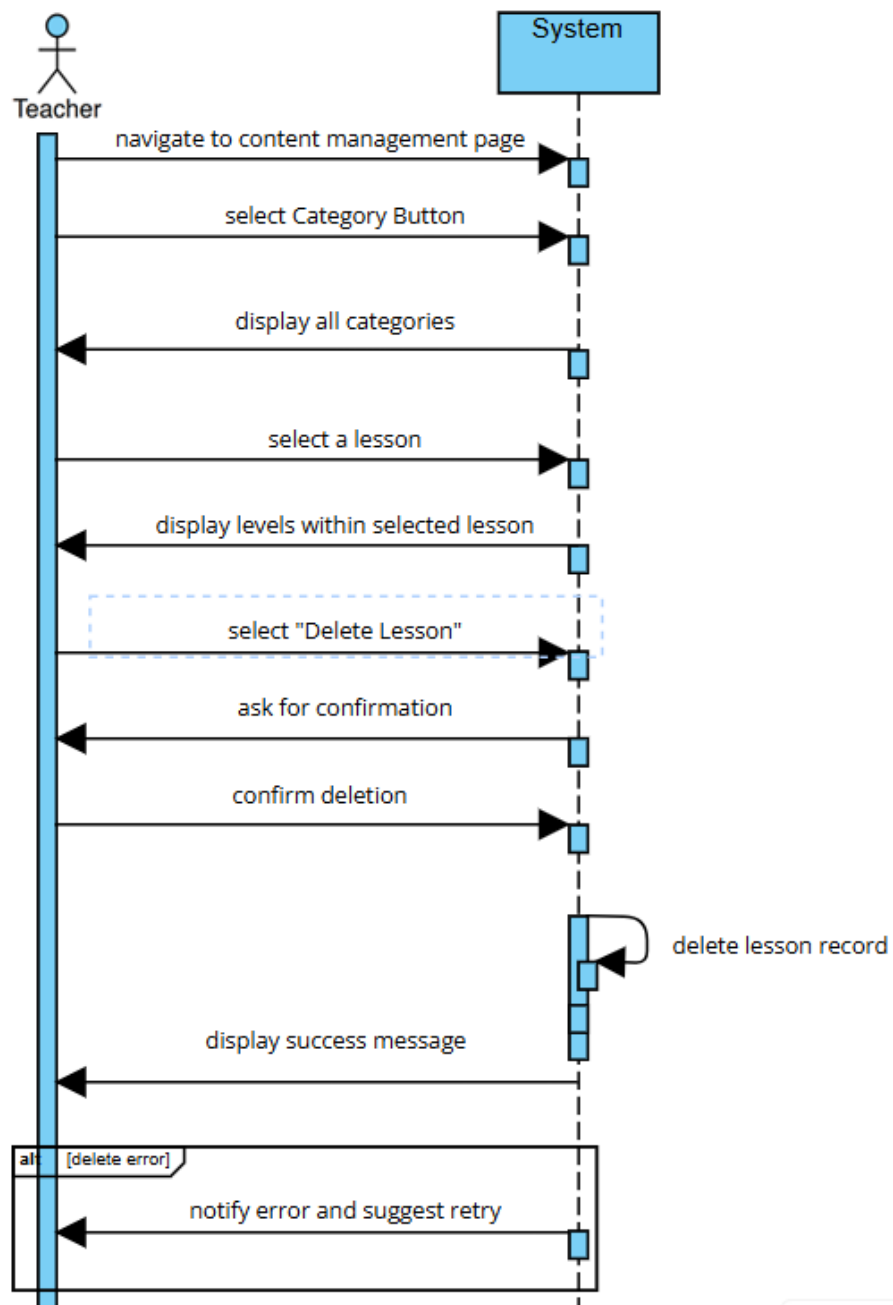 System
Teacher
navigate to content management page
select Category Button
display all categories
select a lesson
display levels within selected lesson
select "Delete Lesson"
ask for confirmation
confirm deletion
delete lesson record
display success message
alt [delete error]
notify error and suggest retry